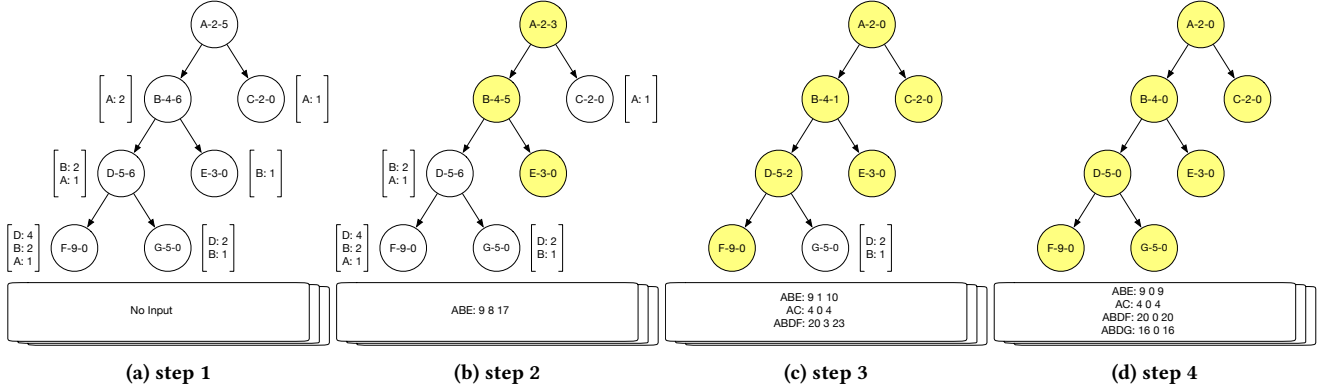 A-2-5
A: 2
B-4-6
C-2-0
A: 1
B: 2
A: 1
D-5-6
E-3-0
B: 1
D: 4
B: 2
A: 1
F-9-0
G-5-0
D: 2
B: 1
No Input
(a) step 1
A-2-3
B-4-5
C-2-0
A: 1
B: 2
A: 1
D-5-6
E-3-0
D: 4
B: 2
A: 1
F-9-0
G-5-0
D: 2
B: 1
ABE: 9 8 17
(b) step 2
A-2-0
B-4-1
C-2-0
D-5-2
E-3-0
F-9-0
G-5-0
D: 2
B: 1
ABE: 9 1 10
AC: 4 0 4
ABDF: 20 3 23
(c) step 3
A-2-0
B-4-0
C-2-0
D-5-0
E-3-0
F-9-0
G-5-0
ABE: 9 0 9
AC: 4 0 4
ABDF: 20 0 20
ABDG: 16 0 16
(d) step 4